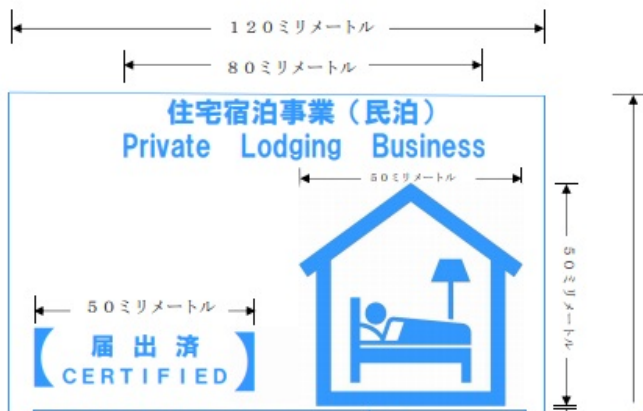 120ミリメートル
80ミリメートル
住宅宿泊事業（民泊）
Private Lodging Business
50ミリメートル
50ミリメートル
50ミリメートル
届出済
CERTIFIED